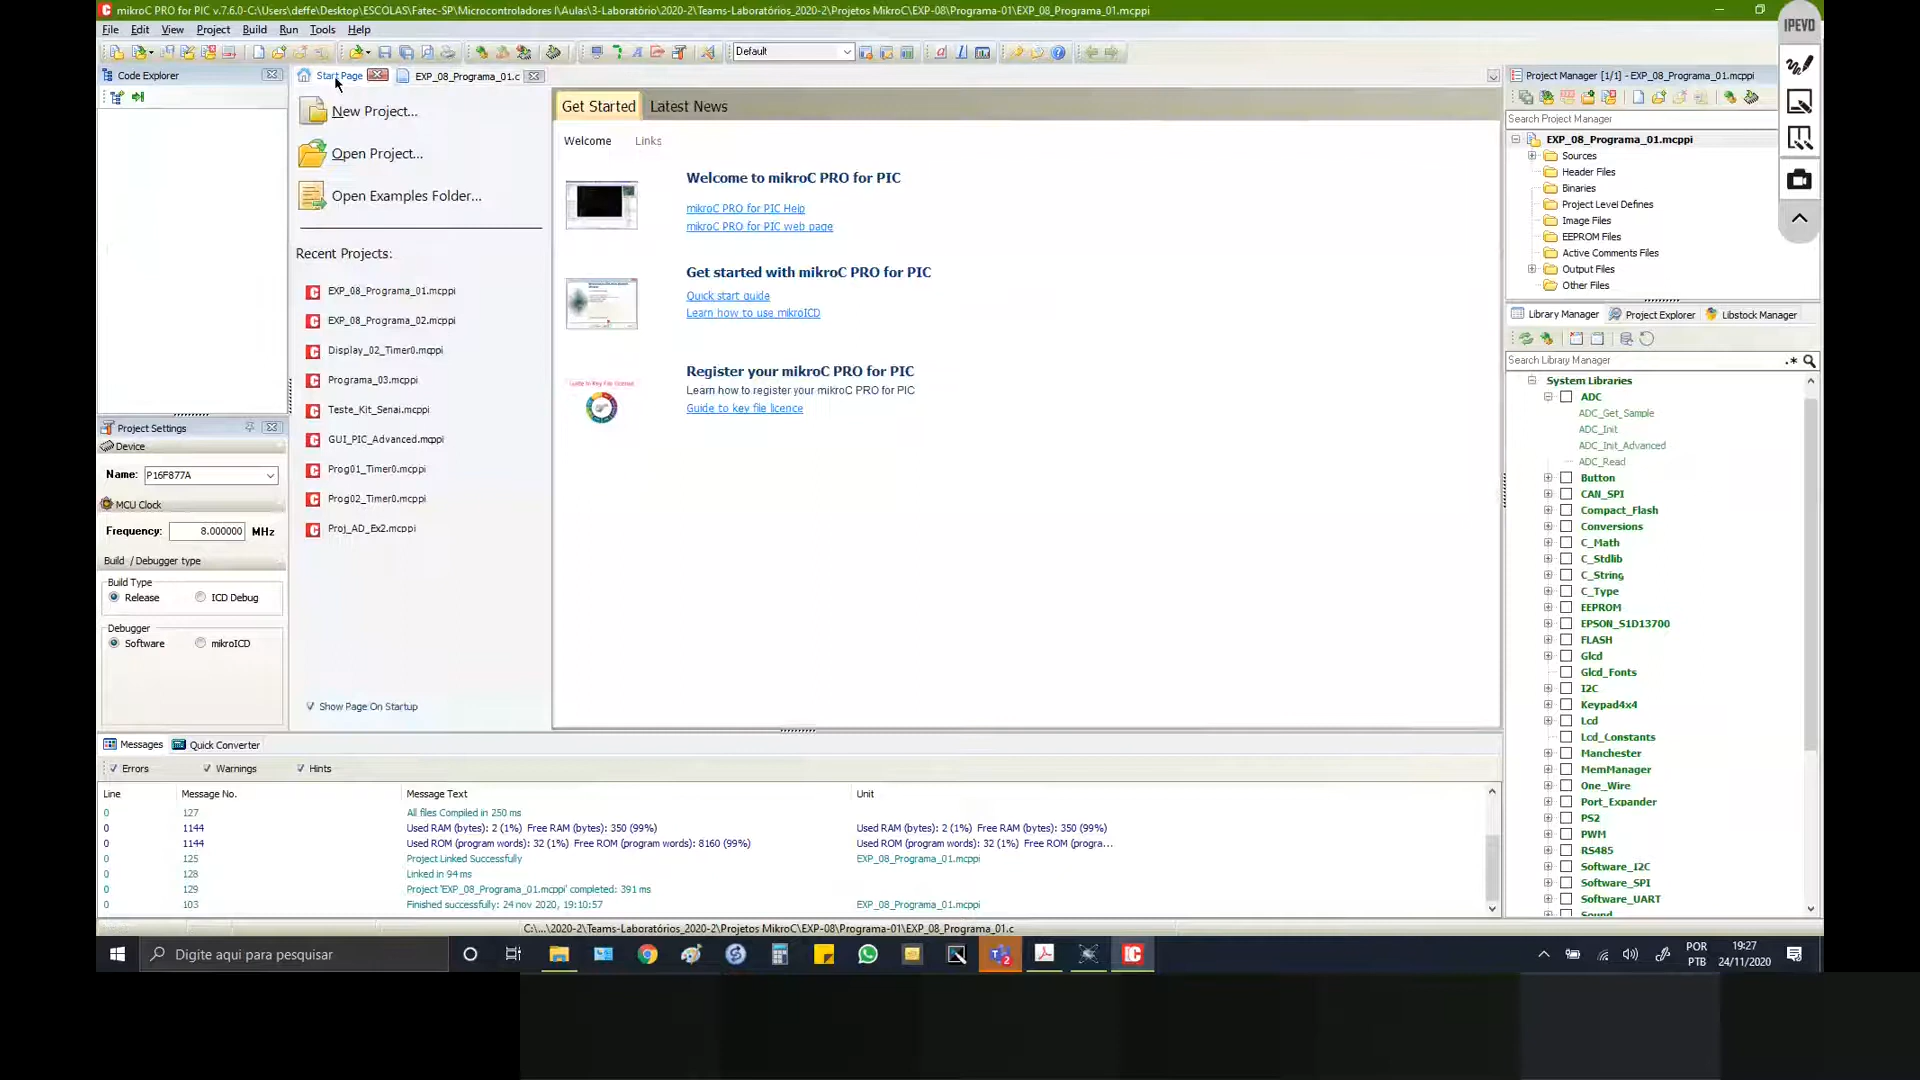 mikroC PRO for PIC v.7.6.0-C:\Users\deffe\Desktop\ESCOLAS\Fatec-SP\Microcontroladores I\Aulas\3-Laboratório\2020-2\Teams-Laboratórios_2020-2\Projetos MikroC\EXP-08\Programa-01\EXP_08_Programa_01.mcppi
IPEVO
File Edit View Project Build Run Tools Help
Default
Code Explorer
Start Page
EXP_08_Programa_01.c
Project Manager [1/1] - EXP_08_Programa_01.mcppi
New Project...
Open Project...
Open Examples Folder...
Recent Projects:
EXP_08_Programa_01.mcppi
EXP_08_Programa_02.mcppi
Display_02_Timer0.mcppi
Programa_03.mcppi
Teste_Kit_Senai.mcppi
GUI_PIC_Advanced.mcppi
Prog01_Timer0.mcppi
Prog02_Timer0.mcppi
Proj_AD_Ex2.mcppi
Show Page On Startup
Get Started Latest News
Welcome Links
Welcome to mikroC PRO for PIC
mikroC PRO for PIC Help
mikroC PRO for PIC web page
Get started with mikroC PRO for PIC
Quick start guide
Learn how to use mikroICD
Register your mikroC PRO for PIC
Learn how to register your mikroC PRO for PIC
Guide to key file licence
Project Settings
Device
Name: P16F877A
MCU Clock
Frequency: 8.000000 MHz
Build / Debugger type
Build Type
Release ICD Debug
Debugger
Software mikroICD
Search Project Manager
EXP_08_Programa_01.mcppi
Sources
Header Files
Binaries
Project Level Defines
Image Files
EEPROM Files
Active Comments Files
Output Files
Other Files
Library Manager Project Explorer Libstock Manager
Search Library Manager
System Libraries
ADC
ADC_Get_Sample
ADC_Init
ADC_Init_Advanced
ADC_Read
Button
CAN_SPI
Compact_Flash
Conversions
C_Math
C_Stdlib
C_String
C_Type
EEPROM
EPSON_S1D13700
FLASH
Glcd
Glcd_Fonts
I2C
Keypad4x4
Lcd
Lcd_Constants
Manchester
MemManager
One_Wire
Port_Expander
PS2
PWM
RS485
Software_I2C
Software_SPI
Software_UART
Sound
Messages Quick Converter
Errors Warnings Hints
Line Message No. Message Text Unit
0 127 All files Compiled in 250 ms
0 1144 Used RAM (bytes): 2 (1%) Free RAM (bytes): 350 (99%) Used RAM (bytes): 2 (1%) Free RAM (bytes): 350 (99%)
0 1144 Used ROM (program words): 32 (1%) Free ROM (program words): 8160 (99%) Used ROM (program words): 32 (1%) Free ROM (progra...
0 125 Project Linked Successfully EXP_08_Programa_01.mcppi
0 128 Linked in 94 ms
0 129 Project 'EXP_08_Programa_01.mcppi' completed: 391 ms
0 103 Finished successfully: 24 nov 2020, 19:10:57 EXP_08_Programa_01.mcppi
C:\...\2020-2\Teams-Laboratórios_2020-2\Projetos MikroC\EXP-08\Programa-01\EXP_08_Programa_01.c
Digite aqui para pesquisar
POR
PTB
19:27
24/11/2020